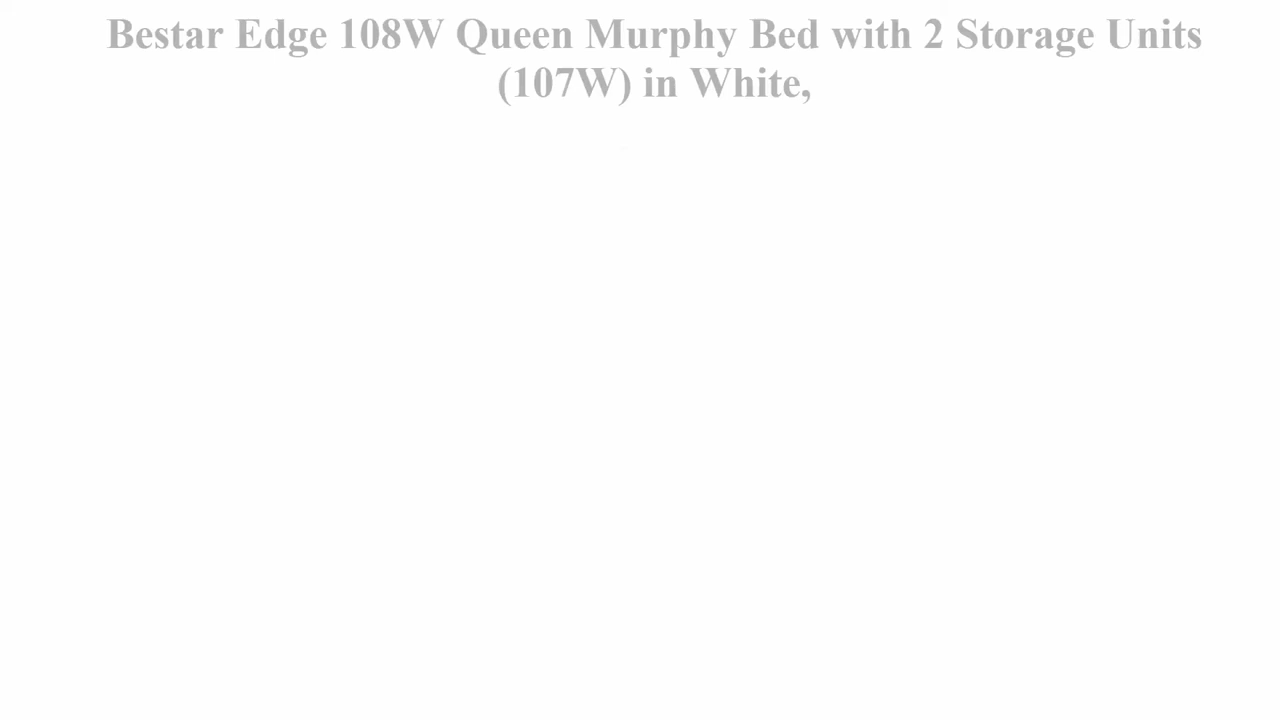 Bestar Edge 108W Queen Murphy Bed with 2 Storage Units
(107W) in White,